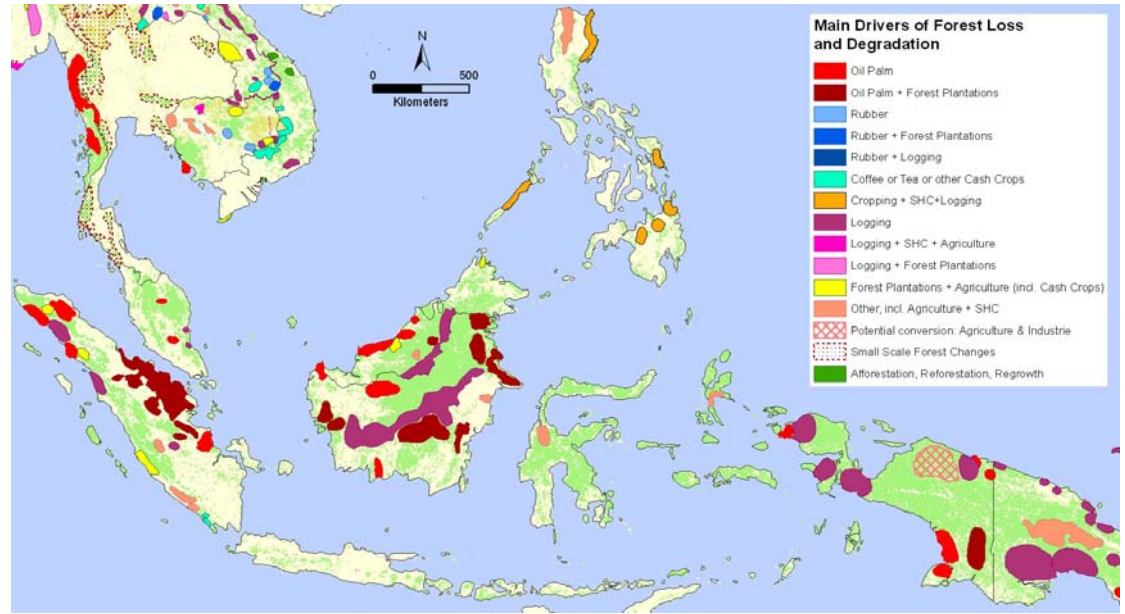 N
0 500
Kilometers
Main Drivers of Forest Loss
and Degradation
Oil Palm
Oil Palm + Forest Plantations
Rubber
Rubber + Forest Plantations
Rubber + Logging
Coffee or Tea or other Cash Crops
Cropping + SHC+Logging
Logging
Logging + SHC + Agriculture
Logging + Forest Plantations
Forest Plantations + Agriculture (incl. Cash Crops)
Other, incl. Agriculture + SHC
Potential conversion: Agriculture & Industrie
Small Scale Forest Changes
Afforestation, Reforestation, Regrowth